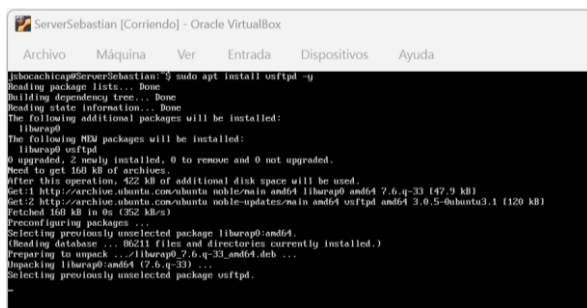 ServerSebastian [Corriendo] - Oracle VirtualBox
Archivo Máquina Ver Entrada Dispositivos Ayuda
jsbocachicap@ServerSebastian:~$ sudo apt install vsftpd -y
Reading package lists... Done
Building dependency tree... Done
Reading state information... Done
The following additional packages will be installed:
libwrap0
The following NEW packages will be installed:
libwrap0 vsftpd
0 upgraded, 2 newly installed, 0 to remove and 0 not upgraded.
Need to get 168 kB of archives.
After this operation, 422 kB of additional disk space will be used.
Get:1 http://archive.ubuntu.com/ubuntu noble/main amd64 libwrap0 amd64 7.6.q-33 [47.9 kB]
Get:2 http://archive.ubuntu.com/ubuntu noble-updates/main amd64 vsftpd amd64 3.0.5-0ubuntu3.1 [120 kB]
Fetched 168 kB in 0s (352 kB/s)
Preconfiguring packages ...
Selecting previously unselected package libwrap0:amd64.
(Reading database ... 86211 files and directories currently installed.)
Preparing to unpack .../libwrap0_7.6.q-33_amd64.deb ...
Unpacking libwrap0:amd64 (7.6.q-33) ...
Selecting previously unselected package vsftpd.